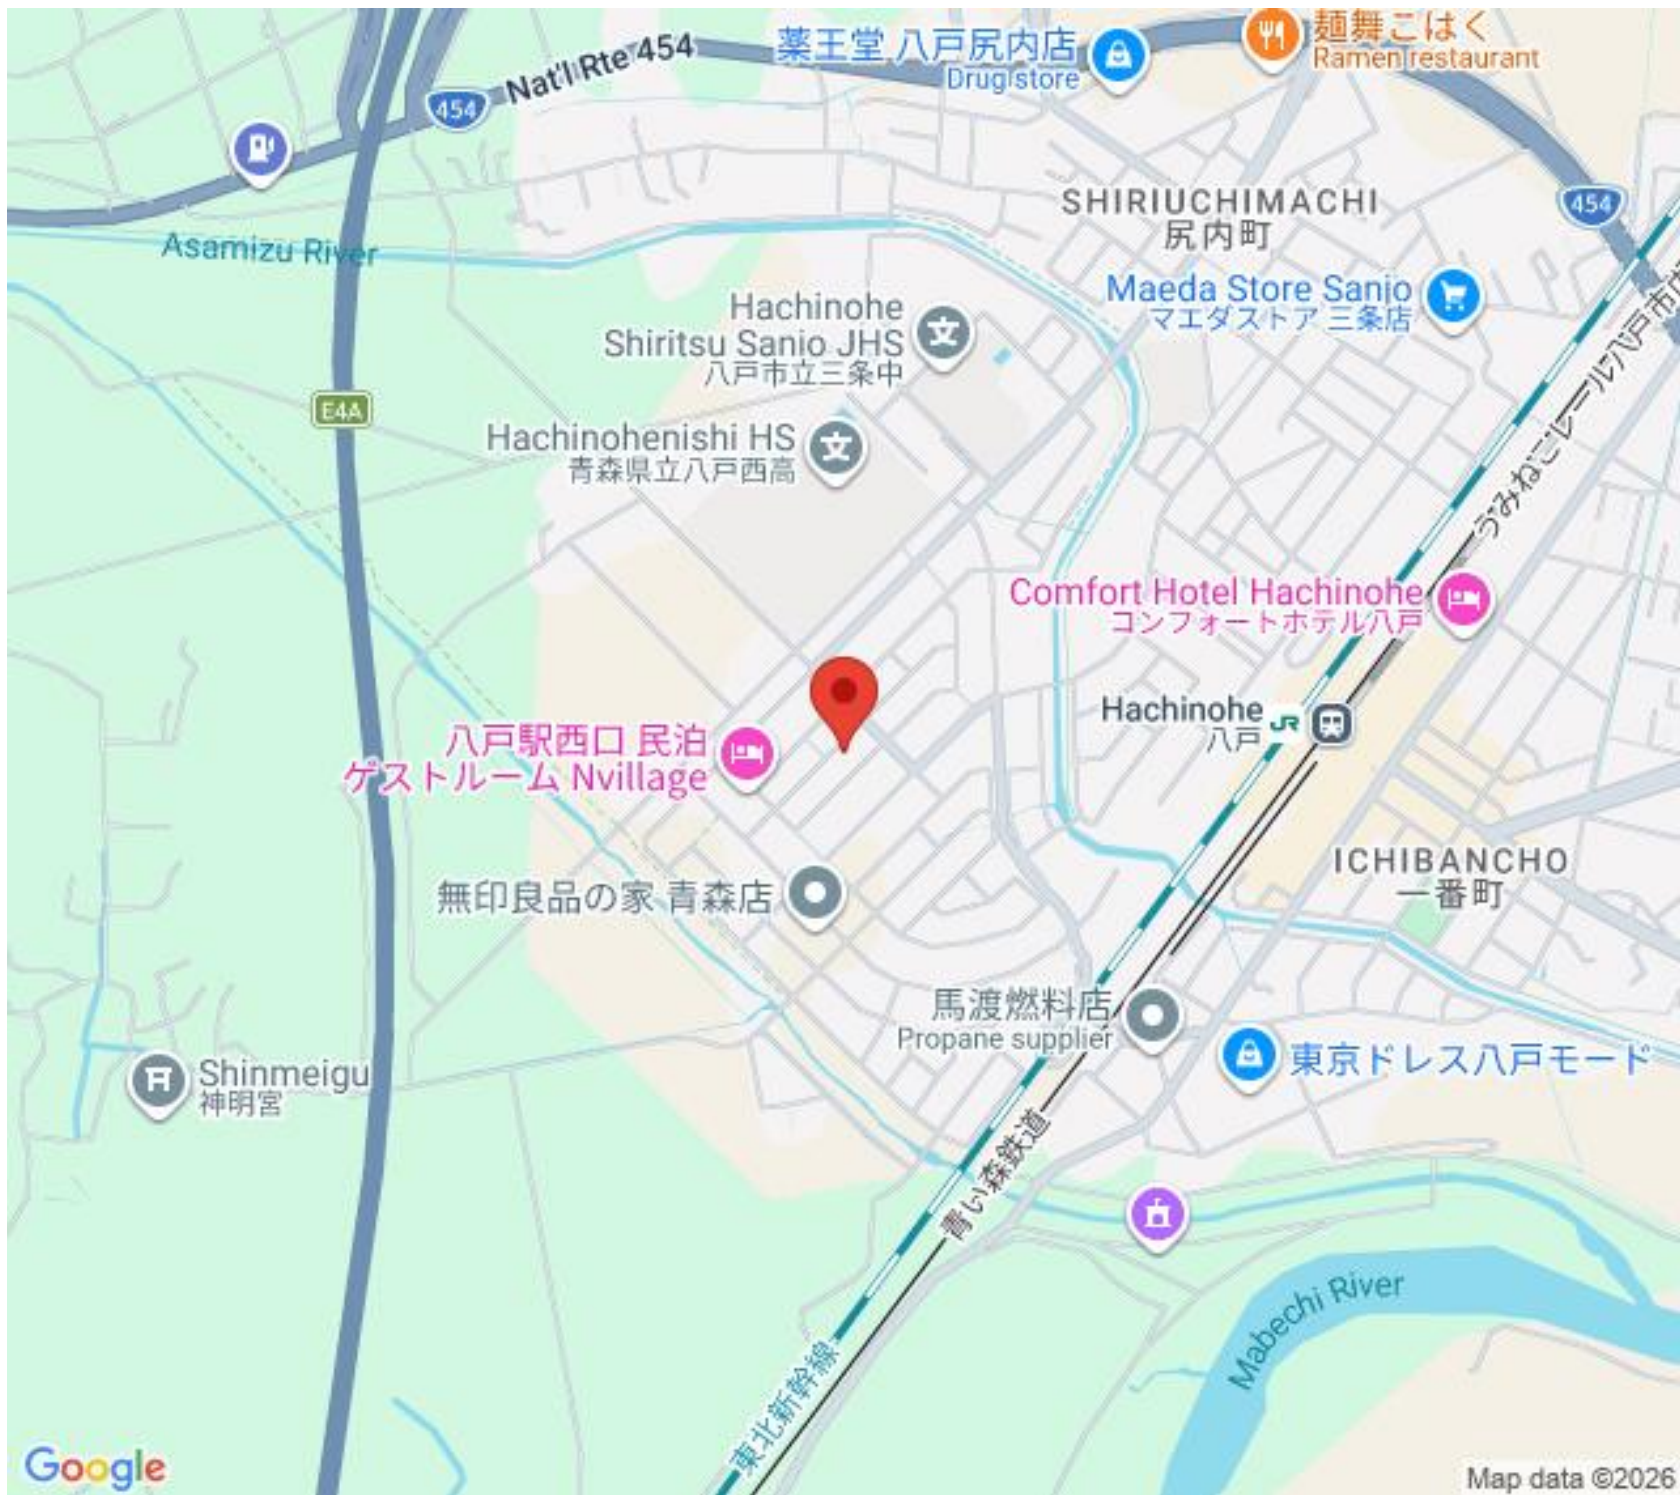 薬王堂 八戸尻内店
Drug store
麺舞こはく
Ramen restaurant
Nat'l Rte 454
454
SHIRIUCHIMACHI
尻内町
454
Asamizu River
Hachinohe
Shiritsu Sanjo JHS
八戸市立三条中
Maeda Store Sanjo
マエダストア 三条店
E4A
Hachinohenishi HS
青森県立八戸西高
うみねこレール八戸市
Comfort Hotel Hachinohe
コンフォートホテル八戸
Hachinohe
八戸
JR
八戸駅西口 民泊
ゲストルーム Nvillage
ICHIBANCHO
一番町
無印良品の家 青森店
馬渡燃料店
Propane supplier
東京ドレス八戸モード
Shinmeigu
神明宮
青い森鉄道
Mabechi River
東北新幹線
Google
Map data ©2026